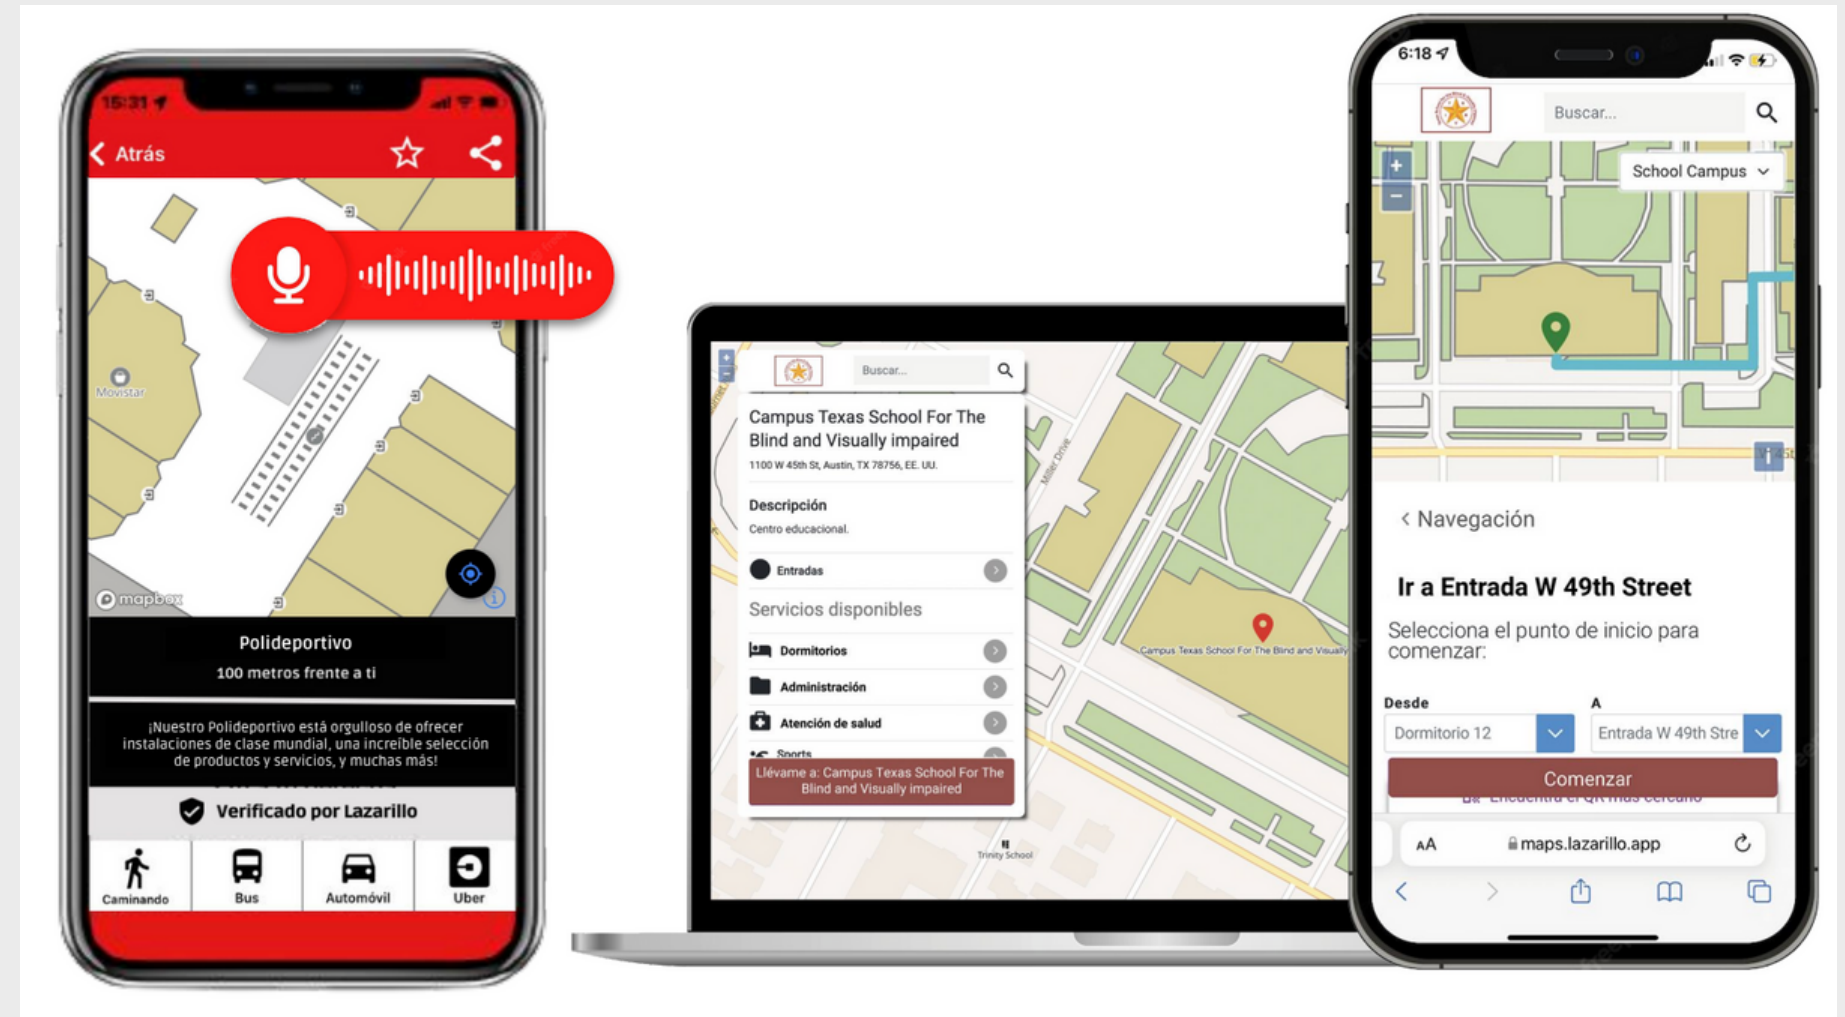 15:31
Atrás
Movistar
mapbox
Polideportivo
100 metros frente a ti
¡Nuestro Polideportivo está orgulloso de ofrecer
instalaciones de clase mundial, una increíble selección
de productos y servicios, y muchas más!
Verificado por Lazarillo
Caminando
Bus
Automóvil
Uber
Buscar...
Campus Texas School For The
Blind and Visually impaired
1100 W 45th St, Austin, TX 78756, EE. UU.
Descripción
Centro educacional.
Entradas
Servicios disponibles
Dormitorios
Administración
Atención de salud
Sports
Llévame a: Campus Texas School For The
Blind and Visually impaired
Miller Drive
Campus Texas School For The Blind and Visually
Trinity School
6:18
Buscar...
School Campus
+
−
i
< Navegación
Ir a Entrada W 49th Street
Selecciona el punto de inicio para
comenzar:
Desde
A
Dormitorio 12
Entrada W 49th Stre
Comenzar
Encuentra el QR más cercano
AA
maps.lazarillo.app